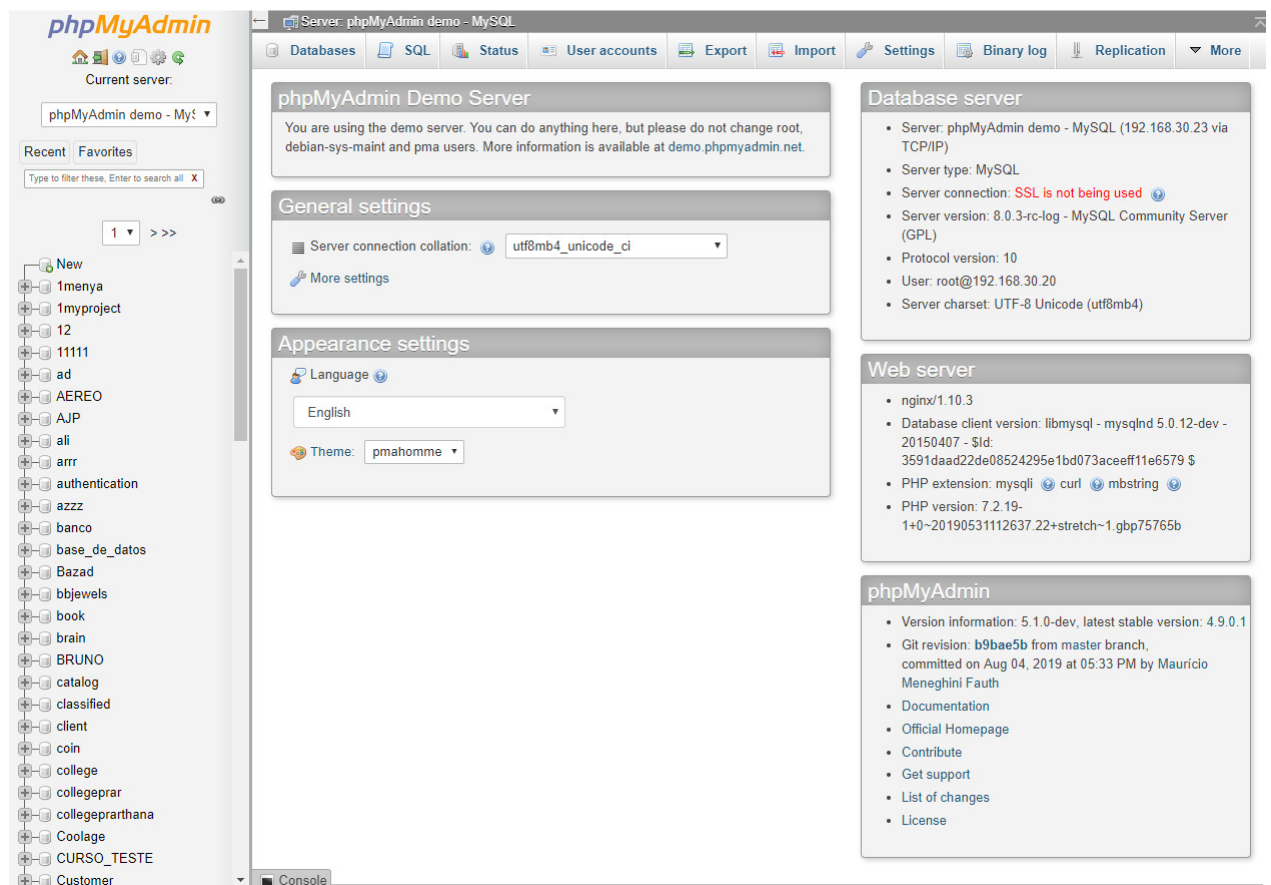 phpMyAdmin
Current server:
phpMyAdmin demo - MyS
Recent Favorites
Type to filter these, Enter to search all X
1 > >>
New
1menya
1myproject
12
11111
ad
AEREO
AJP
ali
arrr
authentication
azzz
banco
base_de_datos
Bazad
bbjewels
book
brain
BRUNO
catalog
classified
client
coin
college
collegeprar
collegeprarthana
Coolage
CURSO_TESTE
Customer
Server: phpMyAdmin demo - MySQL
Databases SQL Status User accounts Export Import Settings Binary log Replication More
phpMyAdmin Demo Server
You are using the demo server. You can do anything here, but please do not change root,
debian-sys-maint and pma users. More information is available at demo.phpmyadmin.net.
General settings
Server connection collation: utf8mb4_unicode_ci
More settings
Appearance settings
Language
English
Theme: pmahomme
Database server
Server: phpMyAdmin demo - MySQL (192.168.30.23 via
TCP/IP)
Server type: MySQL
Server connection: SSL is not being used
Server version: 8.0.3-rc-log - MySQL Community Server
(GPL)
Protocol version: 10
User: root@192.168.30.20
Server charset: UTF-8 Unicode (utf8mb4)
Web server
nginx/1.10.3
Database client version: libmysql - mysqlnd 5.0.12-dev -
20150407 - $Id:
3591daad22de08524295e1bd073aceeff11e6579 $
PHP extension: mysqli curl mbstring
PHP version: 7.2.19-
1+0~20190531112637.22+stretch~1.gbp75765b
phpMyAdmin
Version information: 5.1.0-dev, latest stable version: 4.9.0.1
Git revision: b9bae5b from master branch,
committed on Aug 04, 2019 at 05:33 PM by Maurício
Meneghini Fauth
Documentation
Official Homepage
Contribute
Get support
List of changes
License
Console